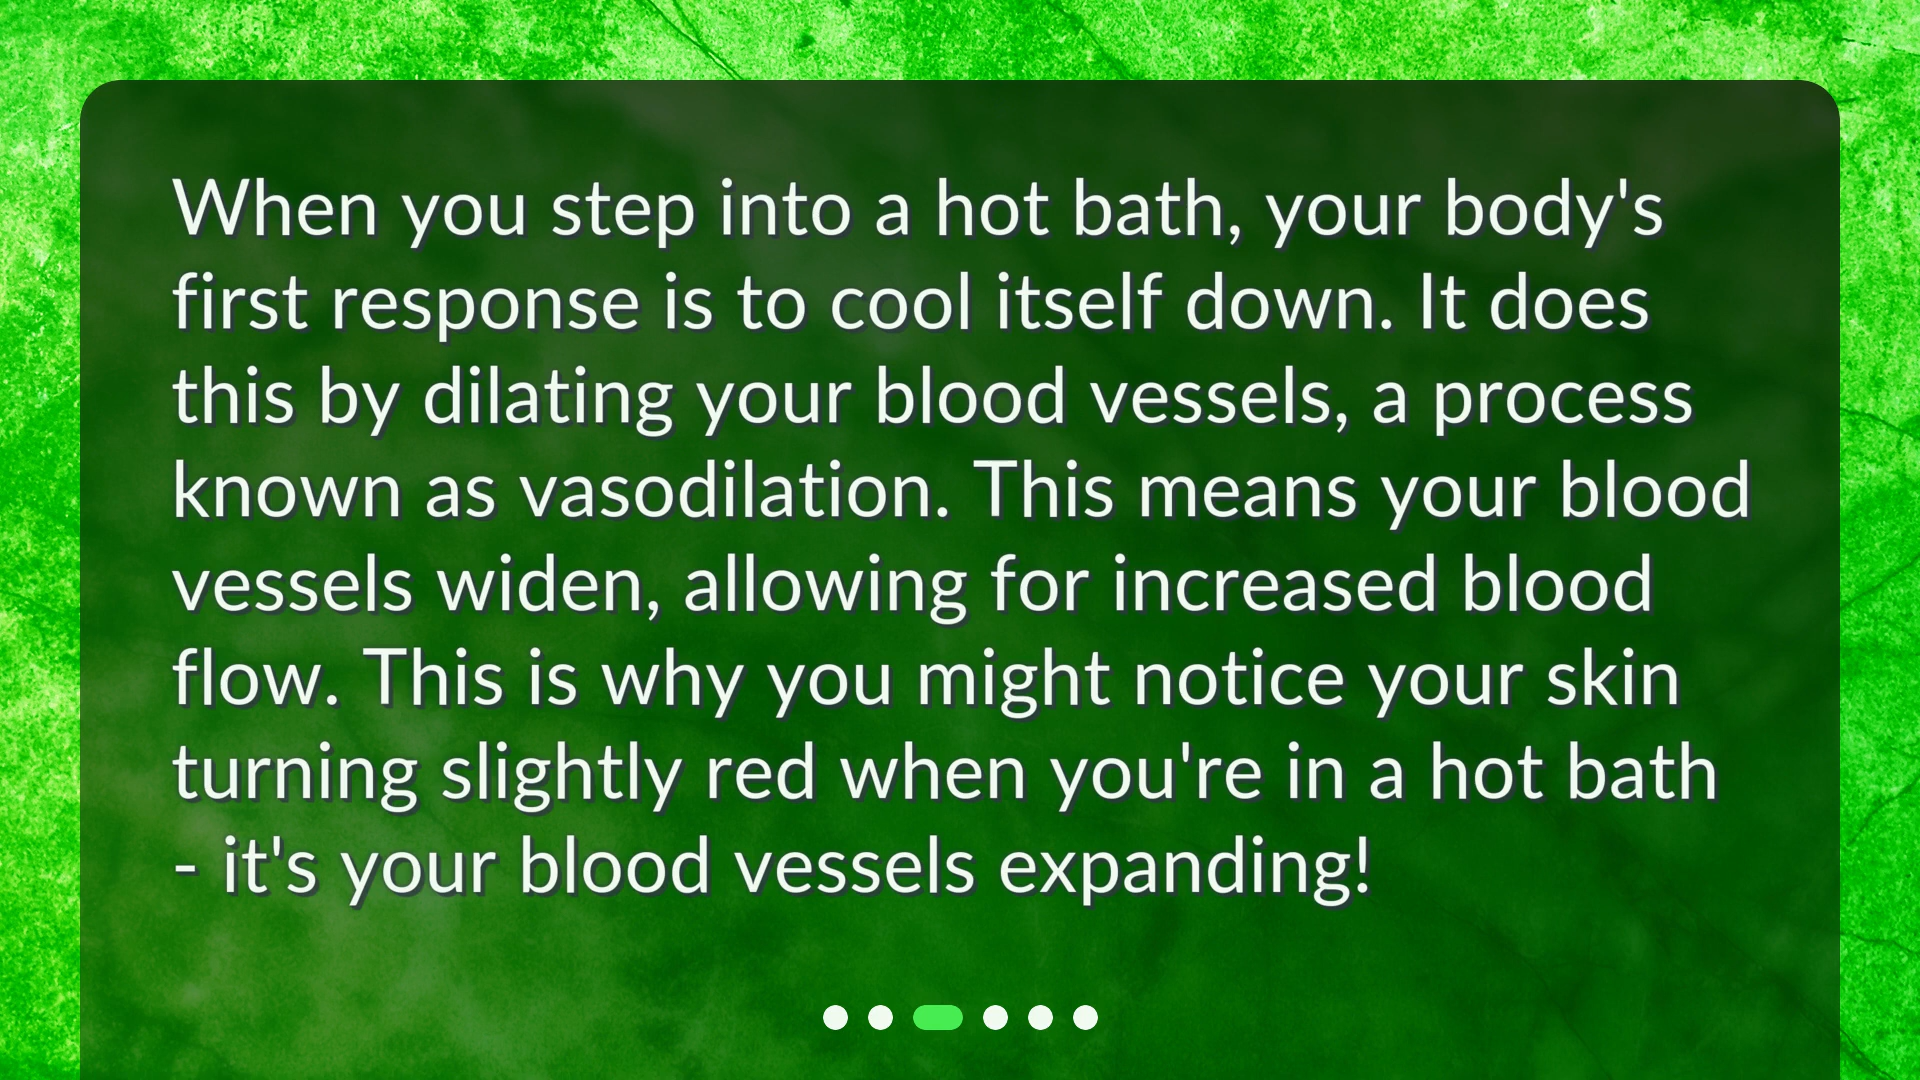 When you step into a hot bath, your body's
first response is to cool itself down. It does
this by dilating your blood vessels, a process
known as vasodilation. This means your blood
vessels widen, allowing for increased blood
flow. This is why you might notice your skin
turning slightly red when you're in a hot bath
- it's your blood vessels expanding!